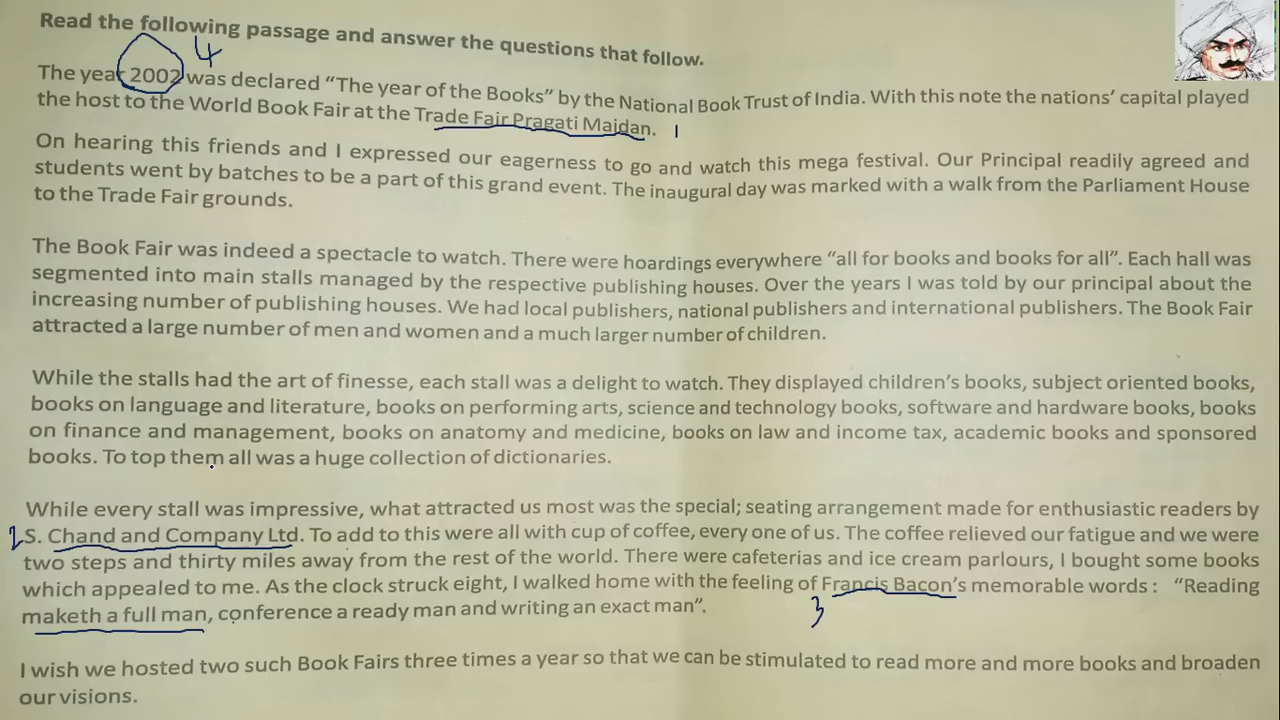 Read the following passage and answer the questions that follow.
4
The year 2002 was declared “The year of the Books” by the National Book Trust of India. With this note the nations’ capital played
the host to the World Book Fair at the Trade Fair Pragati Maidan. 1
On hearing this friends and I expressed our eagerness to go and watch this mega festival. Our Principal readily agreed and
students went by batches to be a part of this grand event. The inaugural day was marked with a walk from the Parliament House
to the Trade Fair grounds.
The Book Fair was indeed a spectacle to watch. There were hoardings everywhere “all for books and books for all”. Each hall was
segmented into main stalls managed by the respective publishing houses. Over the years I was told by our principal about the
increasing number of publishing houses. We had local publishers, national publishers and international publishers. The Book Fair
attracted a large number of men and women and a much larger number of children.
While the stalls had the art of finesse, each stall was a delight to watch. They displayed children’s books, subject oriented books,
books on language and literature, books on performing arts, science and technology books, software and hardware books, books
on finance and management, books on anatomy and medicine, books on law and income tax, academic books and sponsored
books. To top them all was a huge collection of dictionaries.
While every stall was impressive, what attracted us most was the special; seating arrangement made for enthusiastic readers by
2 S. Chand and Company Ltd. To add to this were all with cup of coffee, every one of us. The coffee relieved our fatigue and we were
two steps and thirty miles away from the rest of the world. There were cafeterias and ice cream parlours, I bought some books
which appealed to me. As the clock struck eight, I walked home with the feeling of Francis Bacon’s memorable words : “Reading
maketh a full man, conference a ready man and writing an exact man”.
3
I wish we hosted two such Book Fairs three times a year so that we can be stimulated to read more and more books and broaden
our visions.